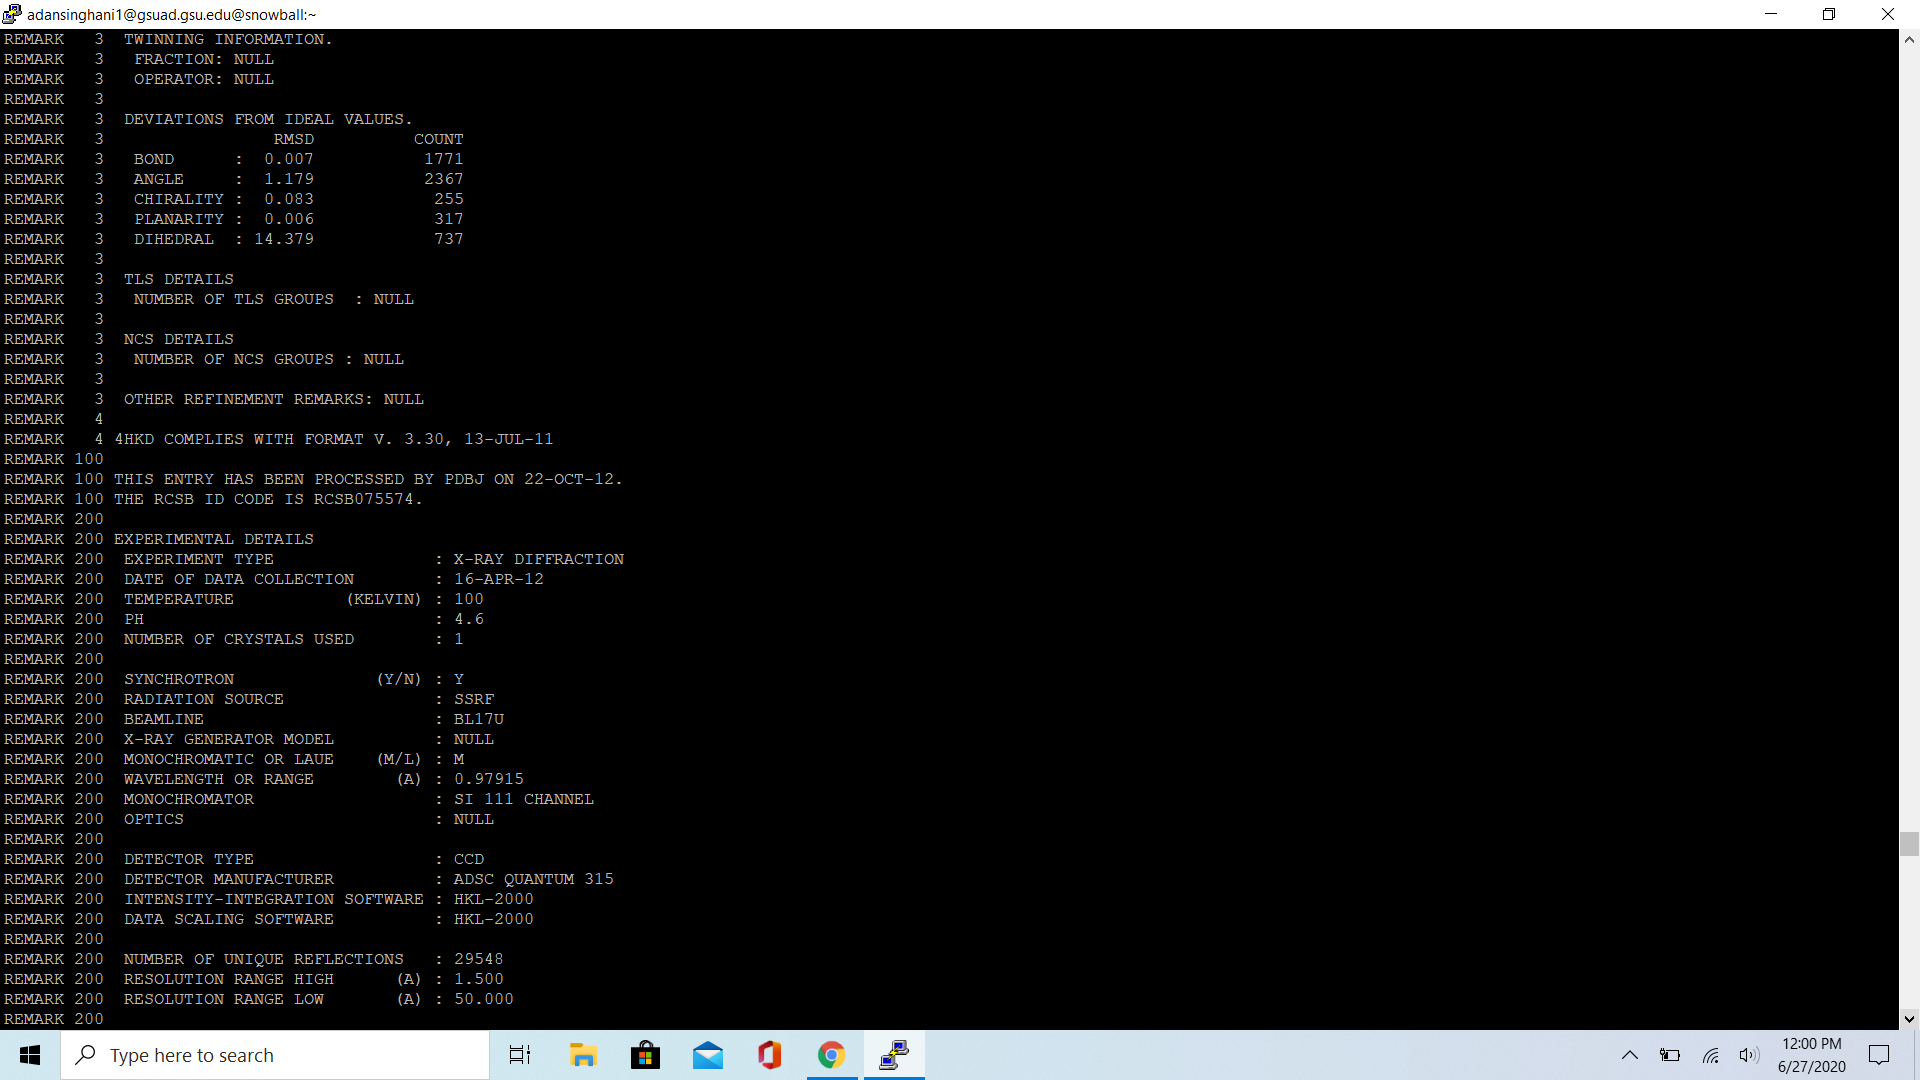 adansinghani1@gsuad.gsu.edu@snowball:~
REMARK   3  TWINNING INFORMATION.
REMARK   3   FRACTION: NULL
REMARK   3   OPERATOR: NULL
REMARK   3
REMARK   3  DEVIATIONS FROM IDEAL VALUES.
REMARK   3                 RMSD          COUNT
REMARK   3   BOND      :  0.007           1771
REMARK   3   ANGLE     :  1.179           2367
REMARK   3   CHIRALITY :  0.083            255
REMARK   3   PLANARITY :  0.006            317
REMARK   3   DIHEDRAL  : 14.379            737
REMARK   3
REMARK   3  TLS DETAILS
REMARK   3   NUMBER OF TLS GROUPS  : NULL
REMARK   3
REMARK   3  NCS DETAILS
REMARK   3   NUMBER OF NCS GROUPS : NULL
REMARK   3
REMARK   3  OTHER REFINEMENT REMARKS: NULL
REMARK   4
REMARK   4 4HKD COMPLIES WITH FORMAT V. 3.30, 13-JUL-11
REMARK 100
REMARK 100 THIS ENTRY HAS BEEN PROCESSED BY PDBJ ON 22-OCT-12.
REMARK 100 THE RCSB ID CODE IS RCSB075574.
REMARK 200
REMARK 200 EXPERIMENTAL DETAILS
REMARK 200  EXPERIMENT TYPE                : X-RAY DIFFRACTION
REMARK 200  DATE OF DATA COLLECTION        : 16-APR-12
REMARK 200  TEMPERATURE           (KELVIN) : 100
REMARK 200  PH                             : 4.6
REMARK 200  NUMBER OF CRYSTALS USED        : 1
REMARK 200
REMARK 200  SYNCHROTRON              (Y/N) : Y
REMARK 200  RADIATION SOURCE               : SSRF
REMARK 200  BEAMLINE                       : BL17U
REMARK 200  X-RAY GENERATOR MODEL          : NULL
REMARK 200  MONOCHROMATIC OR LAUE    (M/L) : M
REMARK 200  WAVELENGTH OR RANGE        (A) : 0.97915
REMARK 200  MONOCHROMATOR                  : SI 111 CHANNEL
REMARK 200  OPTICS                         : NULL
REMARK 200
REMARK 200  DETECTOR TYPE                  : CCD
REMARK 200  DETECTOR MANUFACTURER          : ADSC QUANTUM 315
REMARK 200  INTENSITY-INTEGRATION SOFTWARE : HKL-2000
REMARK 200  DATA SCALING SOFTWARE          : HKL-2000
REMARK 200
REMARK 200  NUMBER OF UNIQUE REFLECTIONS   : 29548
REMARK 200  RESOLUTION RANGE HIGH      (A) : 1.500
REMARK 200  RESOLUTION RANGE LOW       (A) : 50.000
REMARK 200
Type here to search
12:00 PM
6/27/2020